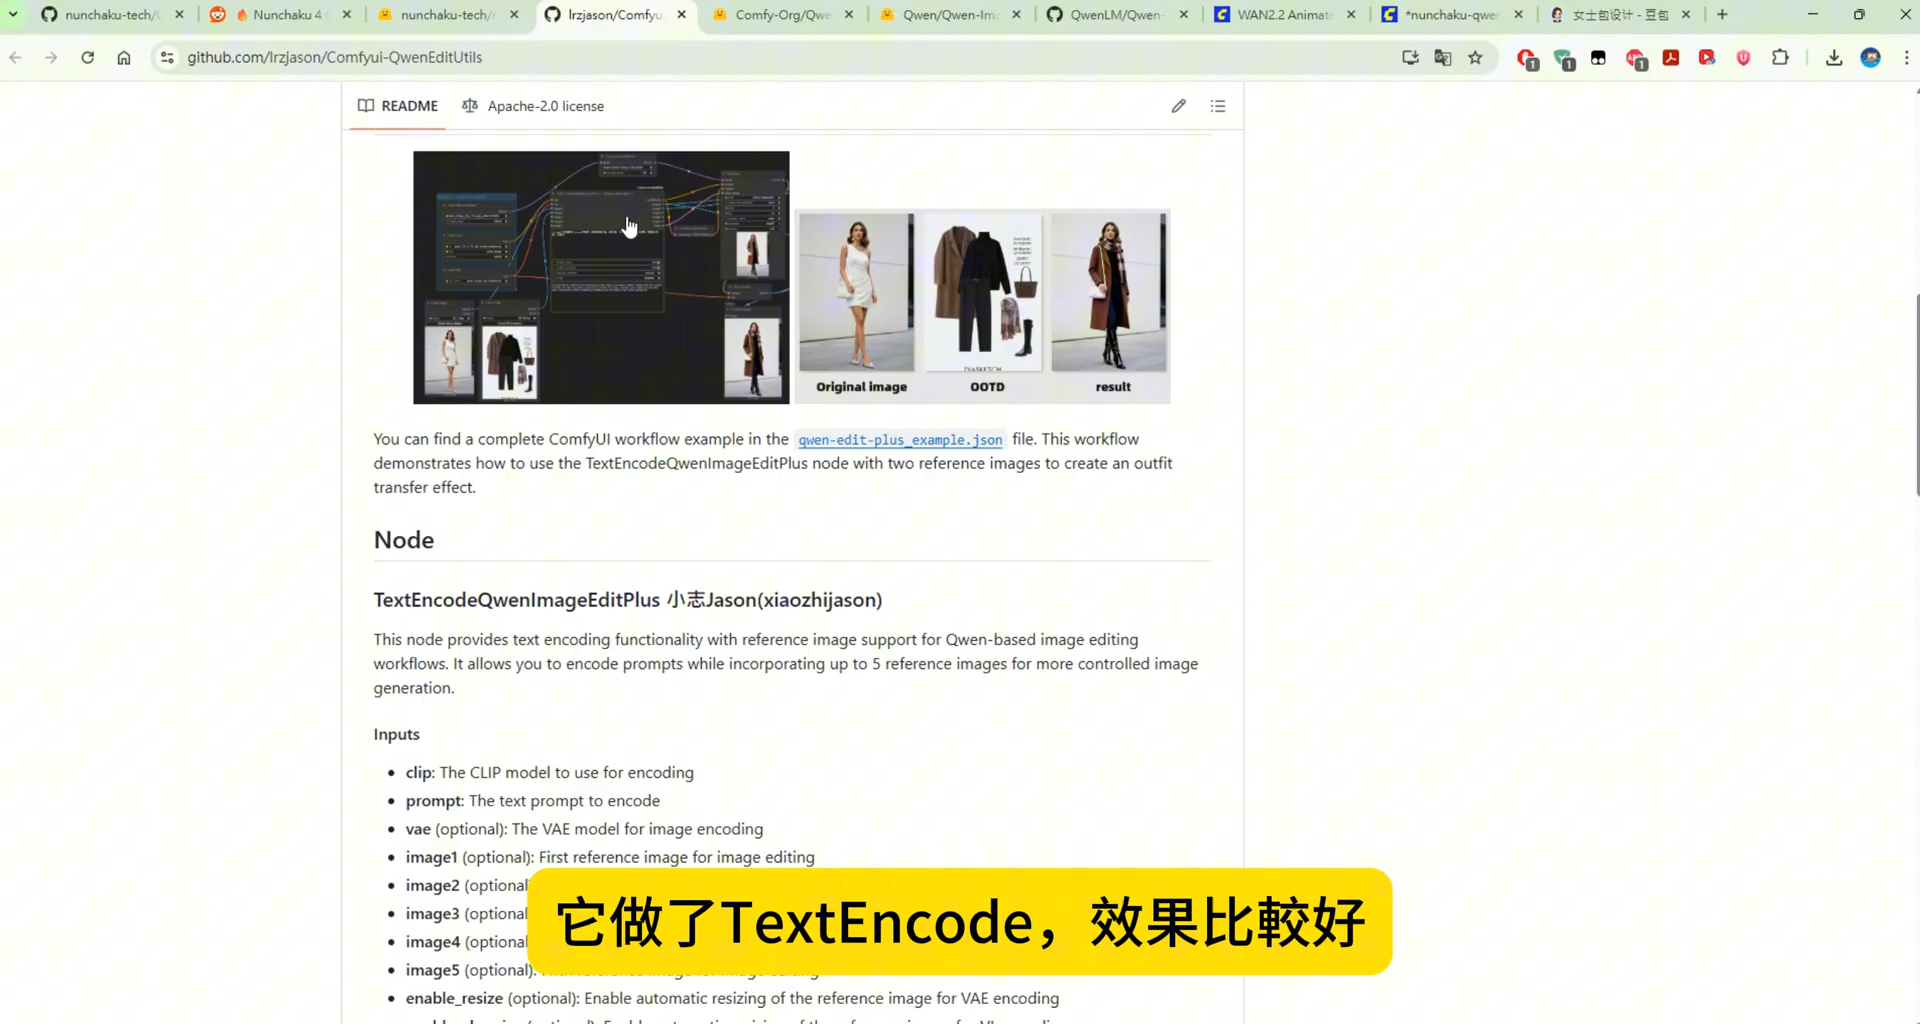 nunchaku-tech/C
Nunchaku 4
nunchaku-tech/
lrzjason/Comfyu
Comfy-Org/Qwe
Qwen/Qwen-Im
QwenLM/Qwen-
WAN2.2 Animat
*nunchaku-qwe
女士包设计 - 豆包
github.com/lrzjason/Comfyui-QwenEditUtils
1
1
1
README
Apache-2.0 license
Original image
OOTD
result
You can find a complete ComfyUI workflow example in the qwen-edit-plus_example.json file. This workflow
demonstrates how to use the TextEncodeQwenImageEditPlus node with two reference images to create an outfit
transfer effect.
Node
TextEncodeQwenImageEditPlus 小志Jason(xiaozhijason)
This node provides text encoding functionality with reference image support for Qwen-based image editing
workflows. It allows you to encode prompts while incorporating up to 5 reference images for more controlled image
generation.
Inputs
clip: The CLIP model to use for encoding
prompt: The text prompt to encode
vae (optional): The VAE model for image encoding
image1 (optional): First reference image for image editing
image2 (optional
image3 (optional
image4 (optional
image5 (optional):
它做了TextEncode，效果比較好
enable_resize (optional): Enable automatic resizing of the reference image for VAE encoding